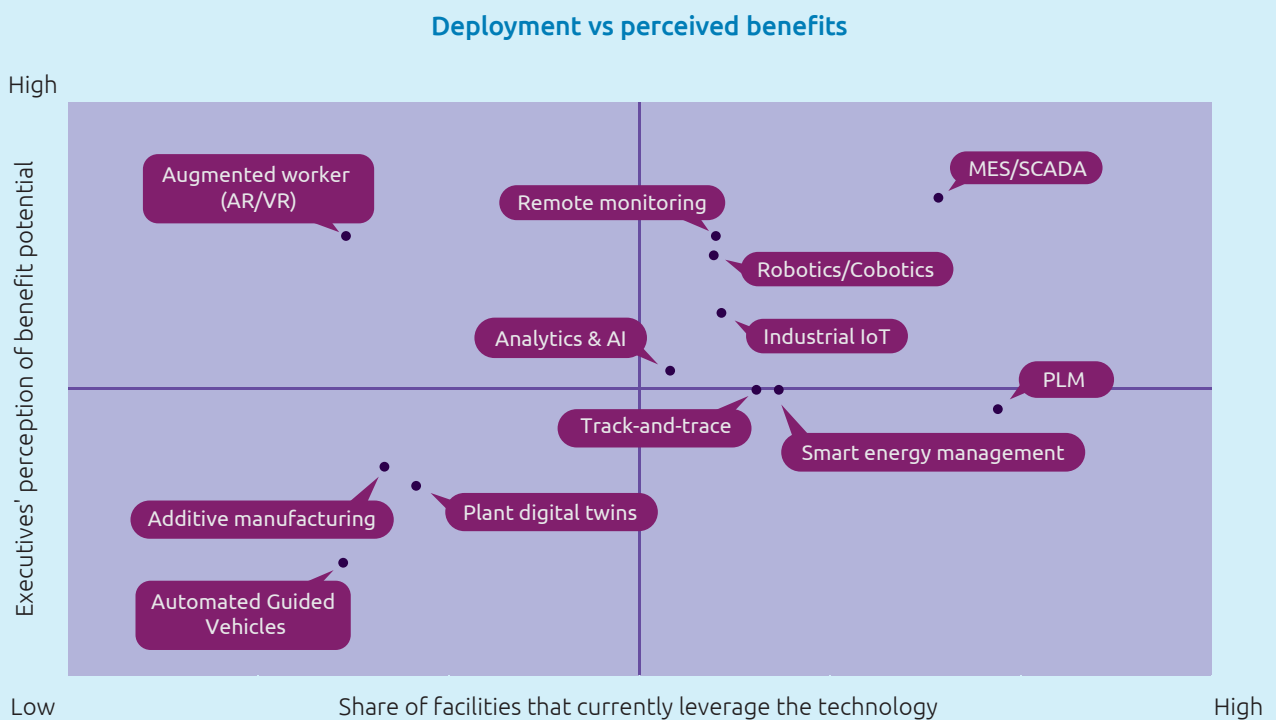 Deployment vs perceived benefits
High
Executives' perception of benefit potential
Augmented worker
(AR/VR)
MES/SCADA
Remote monitoring
Robotics/Cobotics
Industrial IoT
Analytics & AI
PLM
Track-and-trace
Smart energy management
Additive manufacturing
Plant digital twins
Automated Guided
Vehicles
Low
Share of facilities that currently leverage the technology
High